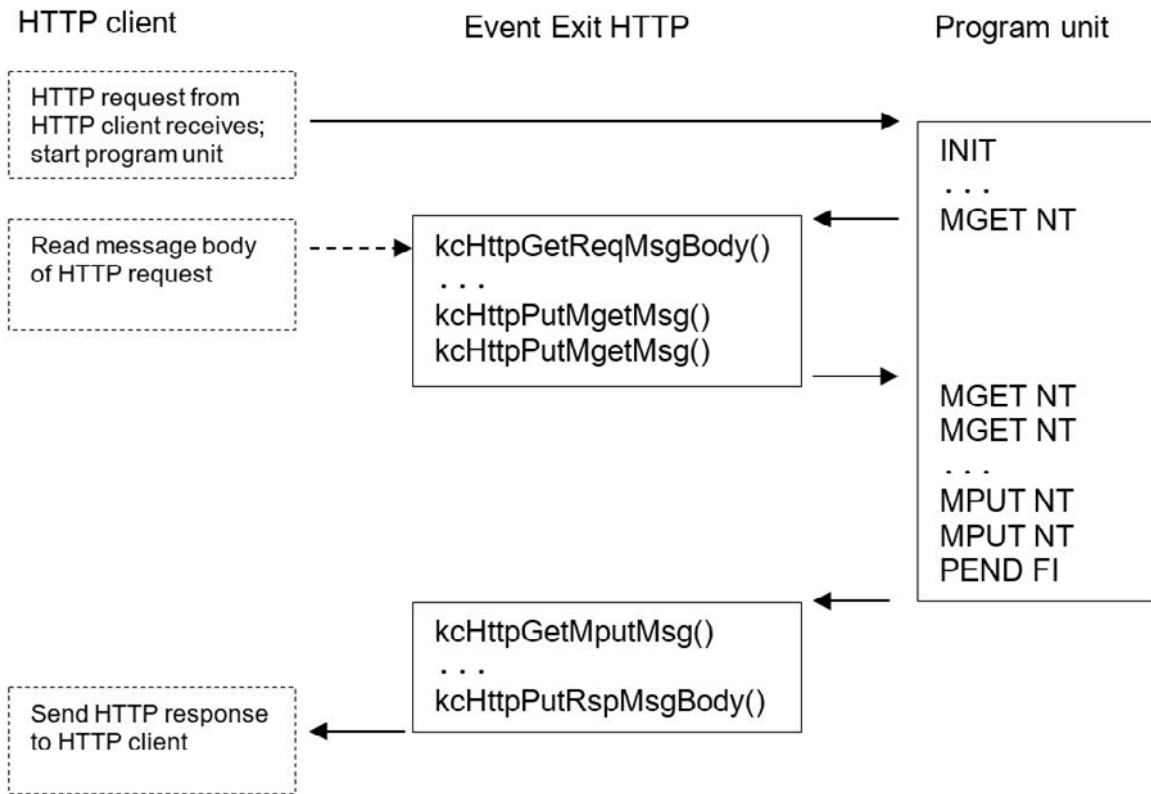 HTTP client
Event Exit HTTP
Program unit
HTTP request from
HTTP client receives;
start program unit
INIT
. . .
MGET NT
Read message body
of HTTP request
kcHttpGetReqMsgBody()
. . .
kcHttpPutMgetMsg()
kcHttpPutMgetMsg()
MGET NT
MGET NT
. . .
MPUT NT
MPUT NT
PEND FI
kcHttpGetMputMsg()
. . .
kcHttpPutRspMsgBody()
Send HTTP response
to HTTP client